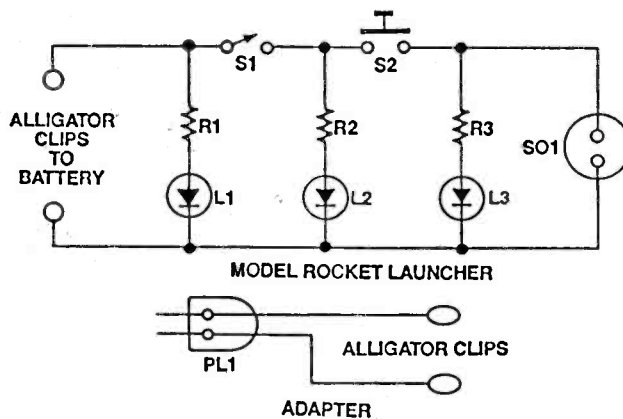 S1
S2
R1
R2
R3
SO1
ALLIGATOR
CLIPS
TO
BATTERY
L1
L2
L3
MODEL ROCKET LAUNCHER
PL1
ALLIGATOR CLIPS
ADAPTER